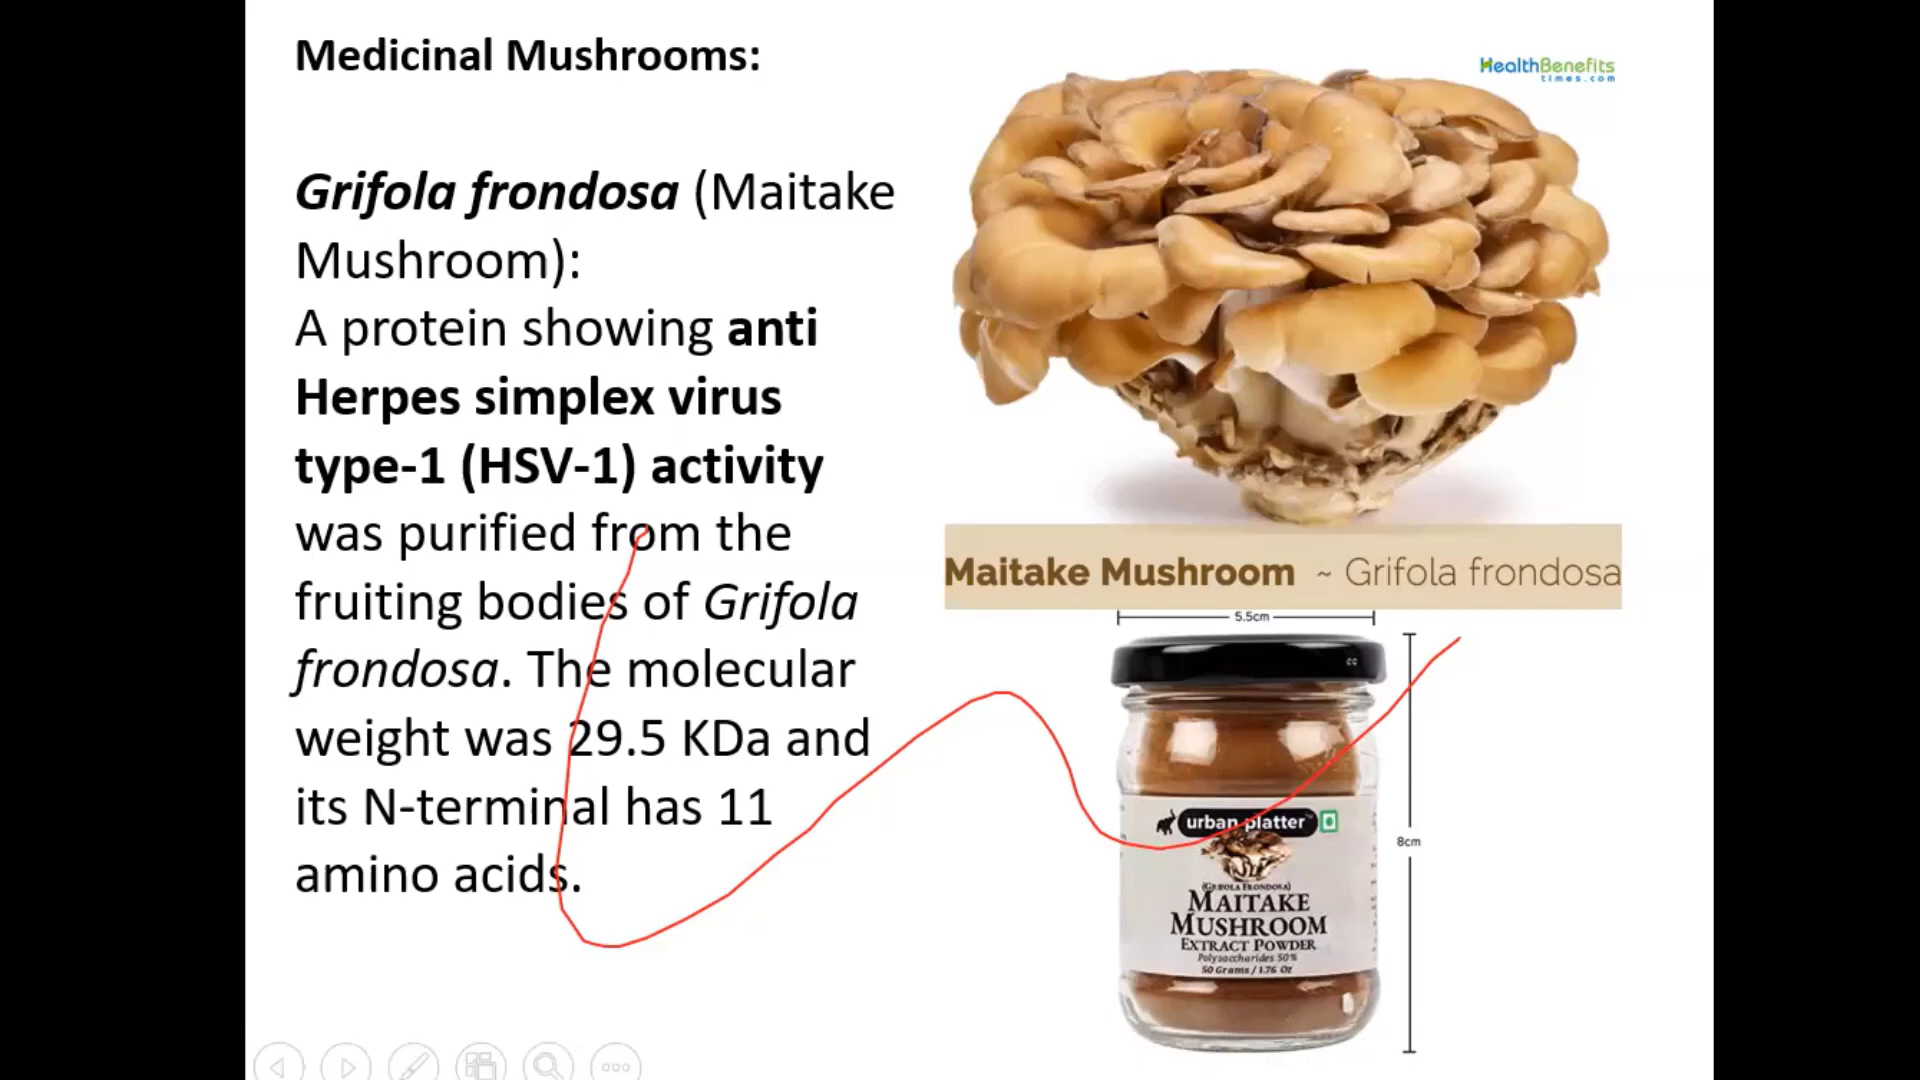 Medicinal Mushrooms:
Grifola frondosa (Maitake
Mushroom):
A protein showing anti
Herpes simplex virus
type-1 (HSV-1) activity
was purified from the
fruiting bodies of Grifola
frondosa. The molecular
weight was 29.5 KDa and
its N-terminal has 11
amino acids.
HealthBenefits
times.com
Maitake Mushroom ~ Grifola frondosa
5.5cm
8cm
urban platter
(Grifola Frondosa)
MAITAKE
MUSHROOM
EXTRACT POWDER
Polysaccharides 50%
50 Grams / 1.76 Oz